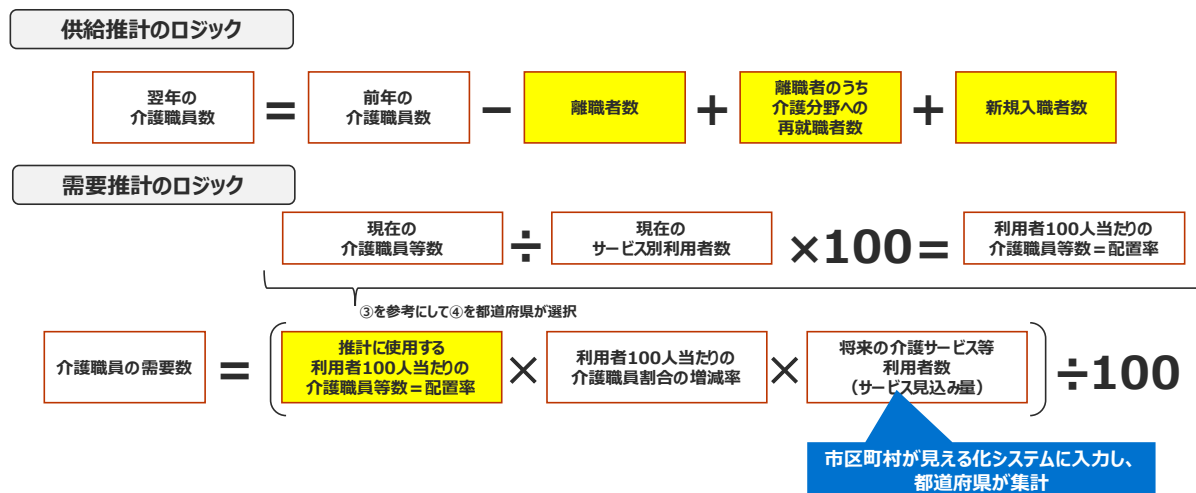 供給推計のロジック
翌年の
介護職員数
=
前年の
介護職員数
−
離職者数
+
離職者のうち
介護分野への
再就職者数
+
新規入職者数
需要推計のロジック
現在の
介護職員等数
÷
現在の
サービス別利用者数
×100=
利用者100人当たりの
介護職員等数=配置率
③を参考にして④を都道府県が選択
介護職員の需要数
=
推計に使用する
利用者100人当たりの
介護職員等数=配置率
×
利用者100人当たりの
介護職員割合の増減率
×
将来の介護サービス等
利用者数
(サービス見込み量)
÷100
市区町村が見える化システムに入力し、
都道府県が集計